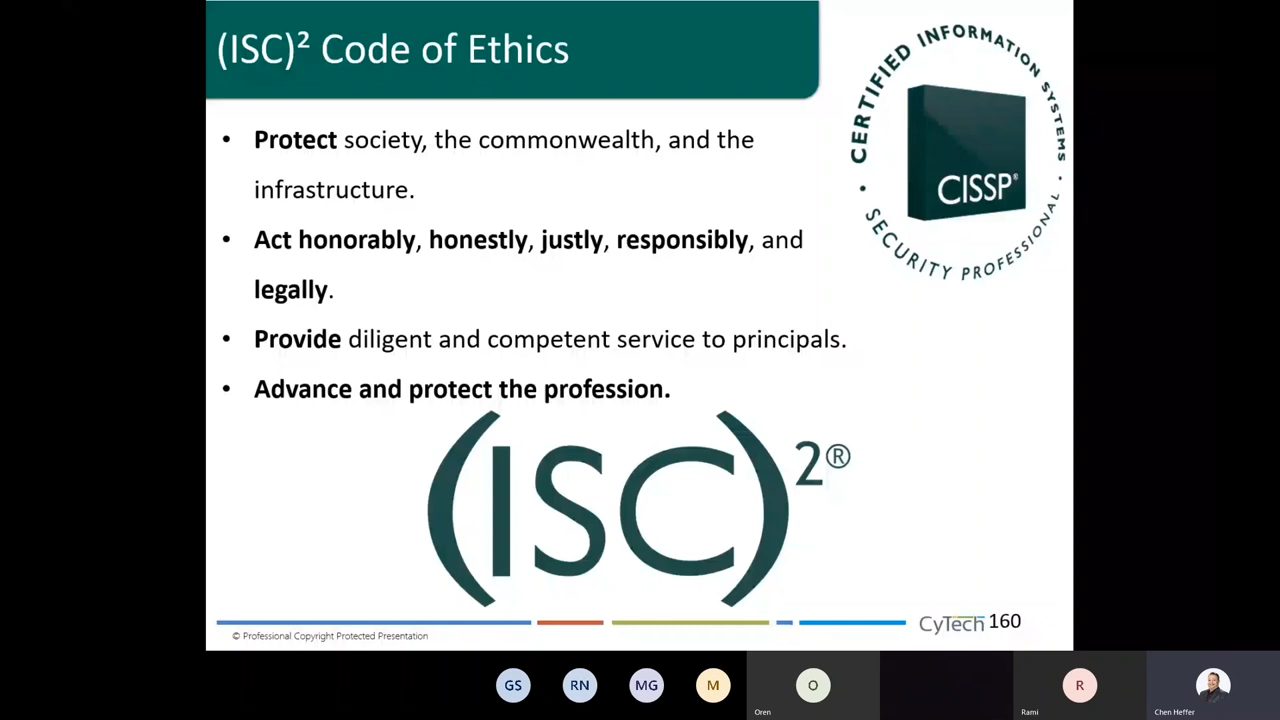 (ISC)² Code of Ethics
• Protect society, the commonwealth, and the
infrastructure.
• Act honorably, honestly, justly, responsibly, and
legally.
• Provide diligent and competent service to principals.
• Advance and protect the profession.
CERTIFIED INFORMATION SYSTEMS
• SECURITY PROFESSIONAL •
CISSP®
(ISC)²®
© Professional Copyright Protected Presentation
CyTech 160
GS
RN
MG
M
O
Oren
R
Rami
Chen Heffer